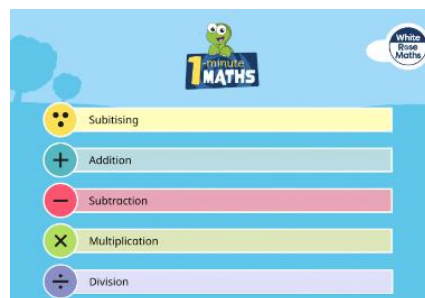 White
Rose
Maths
1-minute
MATHS
Subitising
+ Addition
− Subtraction
× Multiplication
÷ Division